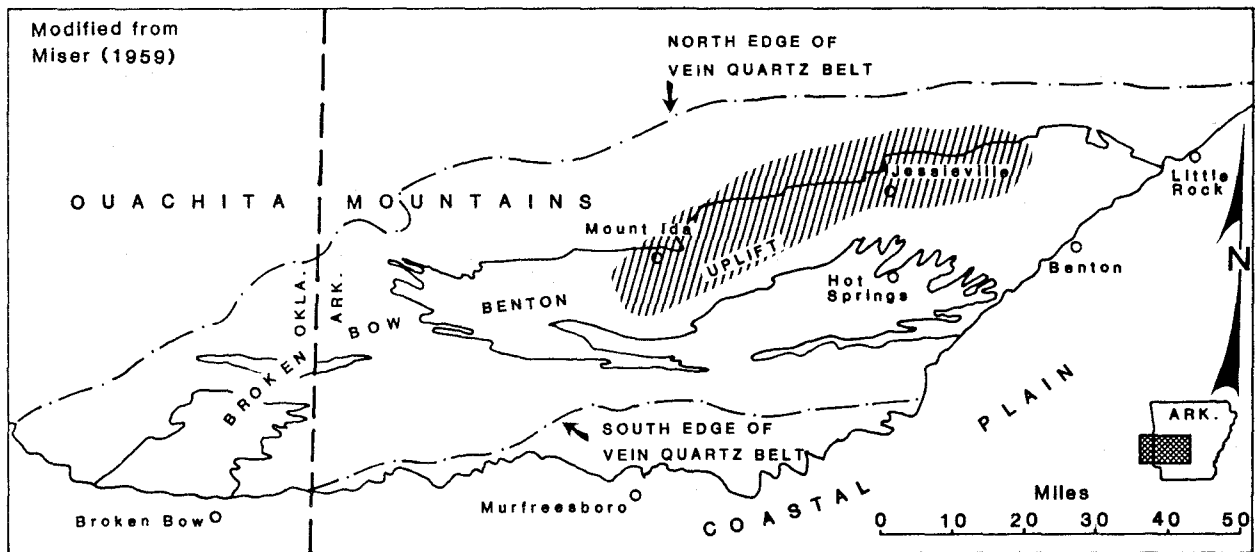 Modified from
Miser (1959)
NORTH EDGE OF
VEIN QUARTZ BELT
OUACHITA MOUNTAINS
Jessieville
Little
Rock
Mount Ida
UPLIFT
Hot
Springs
Benton
N
OKLA.
ARK.
BENTON
BROKEN BOW
PLAIN
ARK.
SOUTH EDGE OF
VEIN QUARTZ BELT
Broken Bow
Murfreesboro
COASTAL
Miles
0 10 20 30 40 50